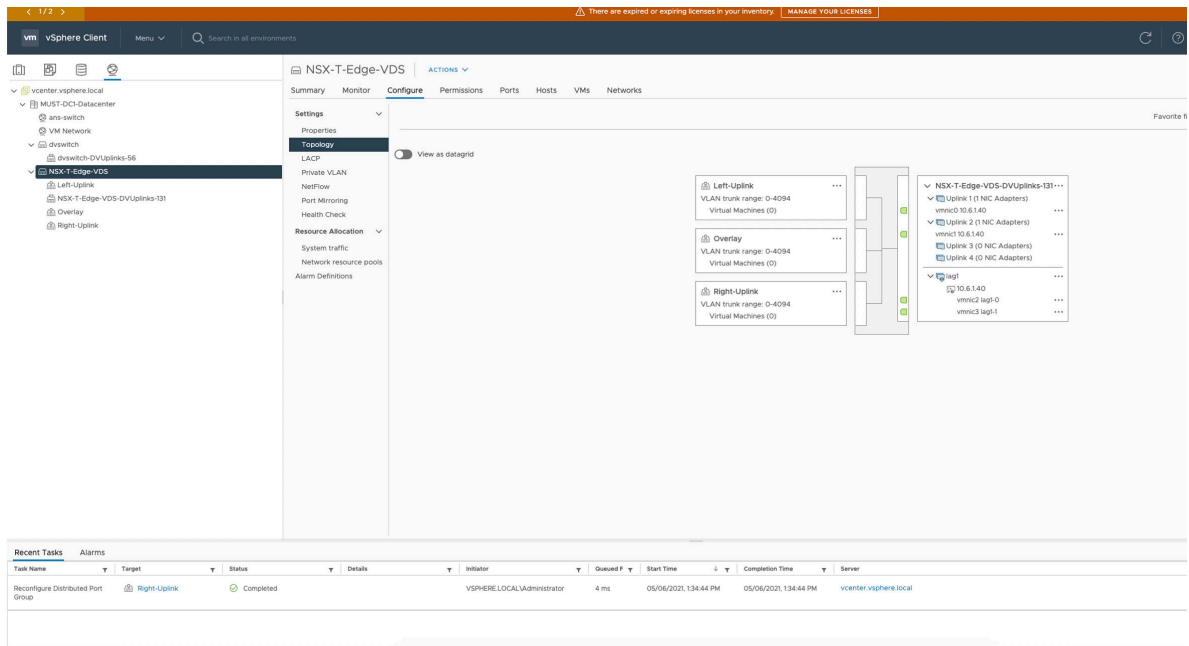 < 1/2 >
There are expired or expiring licenses in your inventory. MANAGE YOUR LICENSES
vm vSphere Client Menu Search in all environments
NSX-T-Edge-VDS ACTIONS
Summary Monitor Configure Permissions Ports Hosts VMs Networks
vcenter.vsphere.local
MUST-DC1-Datacenter
ans-switch
VM Network
dvswitch
dvswitch-DVUplinks-56
NSX-T-Edge-VDS
Left-Uplink
NSX-T-Edge-VDS-DVUplinks-131
Overlay
Right-Uplink
Settings
Properties
Topology
LACP
Private VLAN
NetFlow
Port Mirroring
Health Check
Resource Allocation
System traffic
Network resource pools
Alarm Definitions
View as datagrid
Left-Uplink ...
VLAN trunk range: 0-4094
Virtual Machines (0)
Overlay ...
VLAN trunk range: 0-4094
Virtual Machines (0)
Right-Uplink ...
VLAN trunk range: 0-4094
Virtual Machines (0)
NSX-T-Edge-VDS-DVUplinks-131 ...
Uplink 1 (1 NIC Adapters)
vmnic0 10.6.1.40 ...
Uplink 2 (1 NIC Adapters)
vmnic1 10.6.1.40 ...
Uplink 3 (0 NIC Adapters)
Uplink 4 (0 NIC Adapters)
lag1 ...
10.6.1.40
vmnic2 lag1-0 ...
vmnic3 lag1-1 ...
Favorite
Recent Tasks Alarms
Task Name Target Status Details Initiator Queued F Start Time Completion Time Server
Reconfigure Distributed Port Group Right-Uplink Completed VSPHERE.LOCAL\Administrator 4 ms 05/06/2021, 1:34:44 PM 05/06/2021, 1:34:44 PM vcenter.vsphere.local